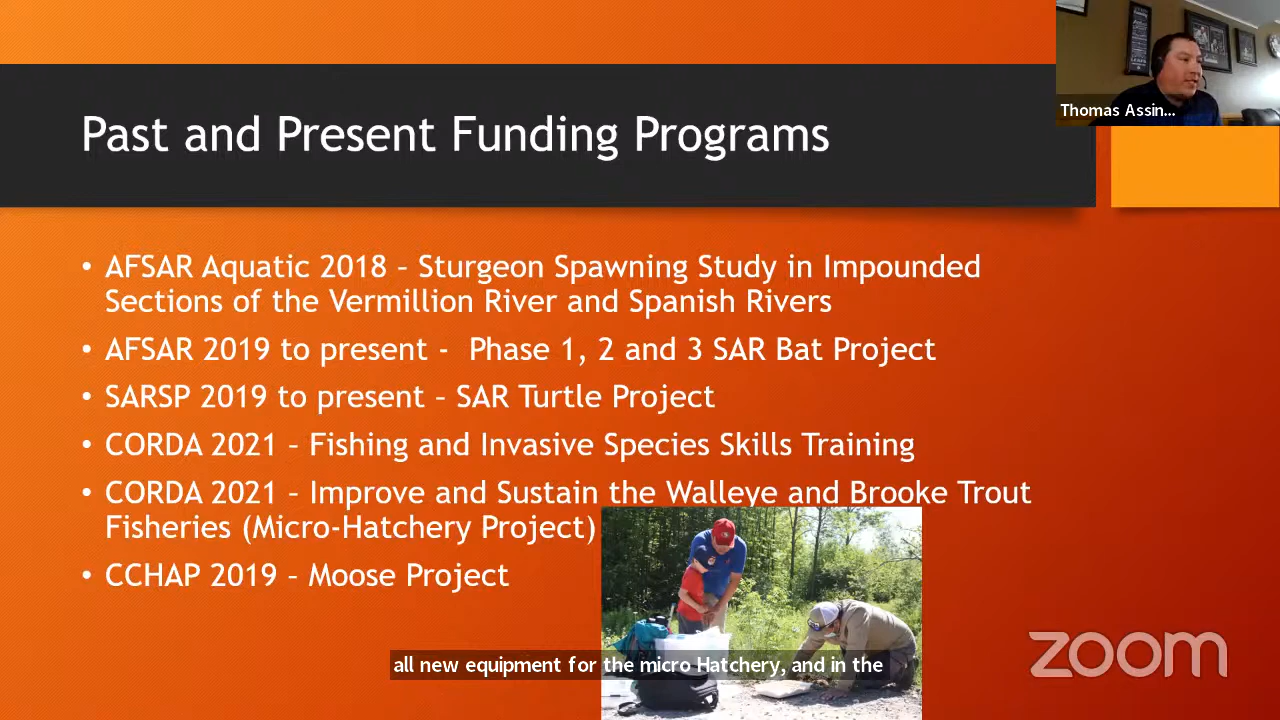 Thomas Assin...
Past and Present Funding Programs
• AFSAR Aquatic 2018 – Sturgeon Spawning Study in Impounded
Sections of the Vermillion River and Spanish Rivers
• AFSAR 2019 to present - Phase 1, 2 and 3 SAR Bat Project
• SARSP 2019 to present – SAR Turtle Project
• CORDA 2021 – Fishing and Invasive Species Skills Training
• CORDA 2021 – Improve and Sustain the Walleye and Brooke Trout
Fisheries (Micro-Hatchery Project)
• CCHAP 2019 – Moose Project
all new equipment for the micro Hatchery, and in the
zoom